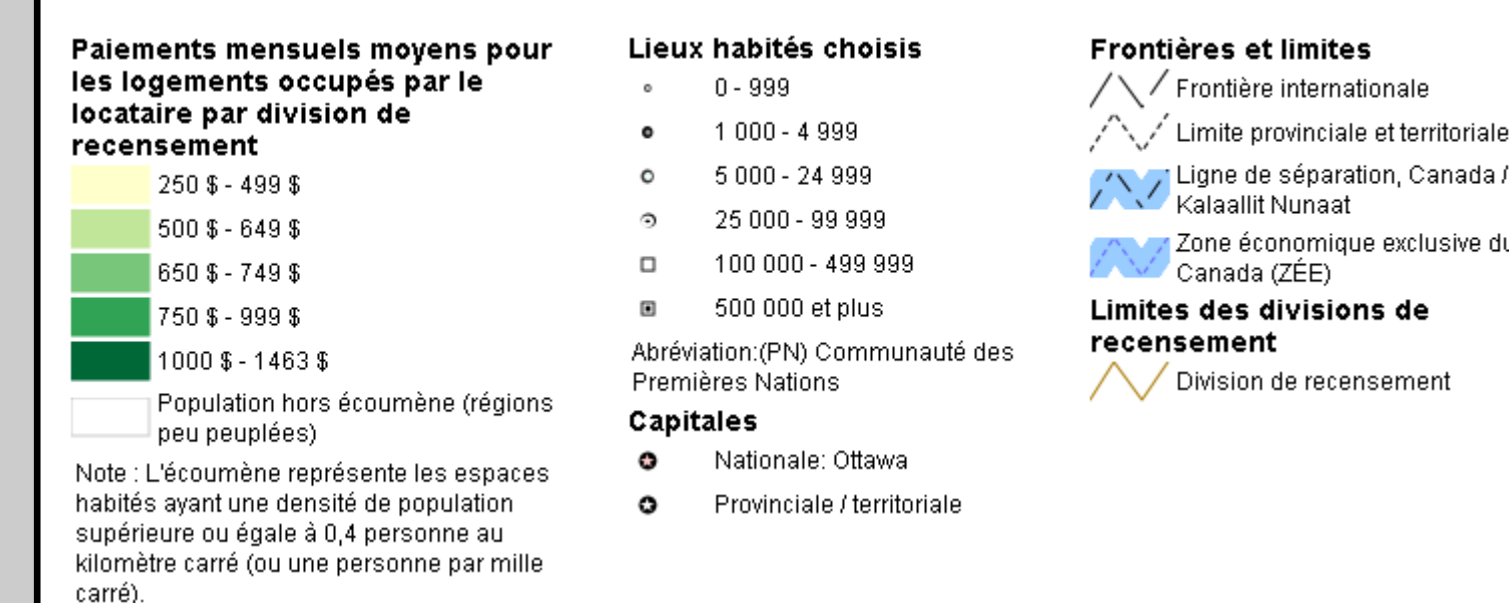 Paiements mensuels moyens pour
les logements occupés par le
locataire par division de
recensement
250 $ - 499 $
500 $ - 649 $
650 $ - 749 $
750 $ - 999 $
1000 $ - 1463 $
Population hors écoumène (régions
peu peuplées)
Note : L'écoumène représente les espaces
habités ayant une densité de population
supérieure ou égale à 0,4 personne au
kilomètre carré (ou une personne par mille
carré).
Lieux habités choisis
0 - 999
1 000 - 4 999
5 000 - 24 999
25 000 - 99 999
100 000 - 499 999
500 000 et plus
Abréviation:(PN) Communauté des
Premières Nations
Capitales
Nationale: Ottawa
Provinciale / territoriale
Frontières et limites
Frontière internationale
Limite provinciale et territoriale
Ligne de séparation, Canada /
Kalaallit Nunaat
Zone économique exclusive du
Canada (ZÉE)
Limites des divisions de
recensement
Division de recensement